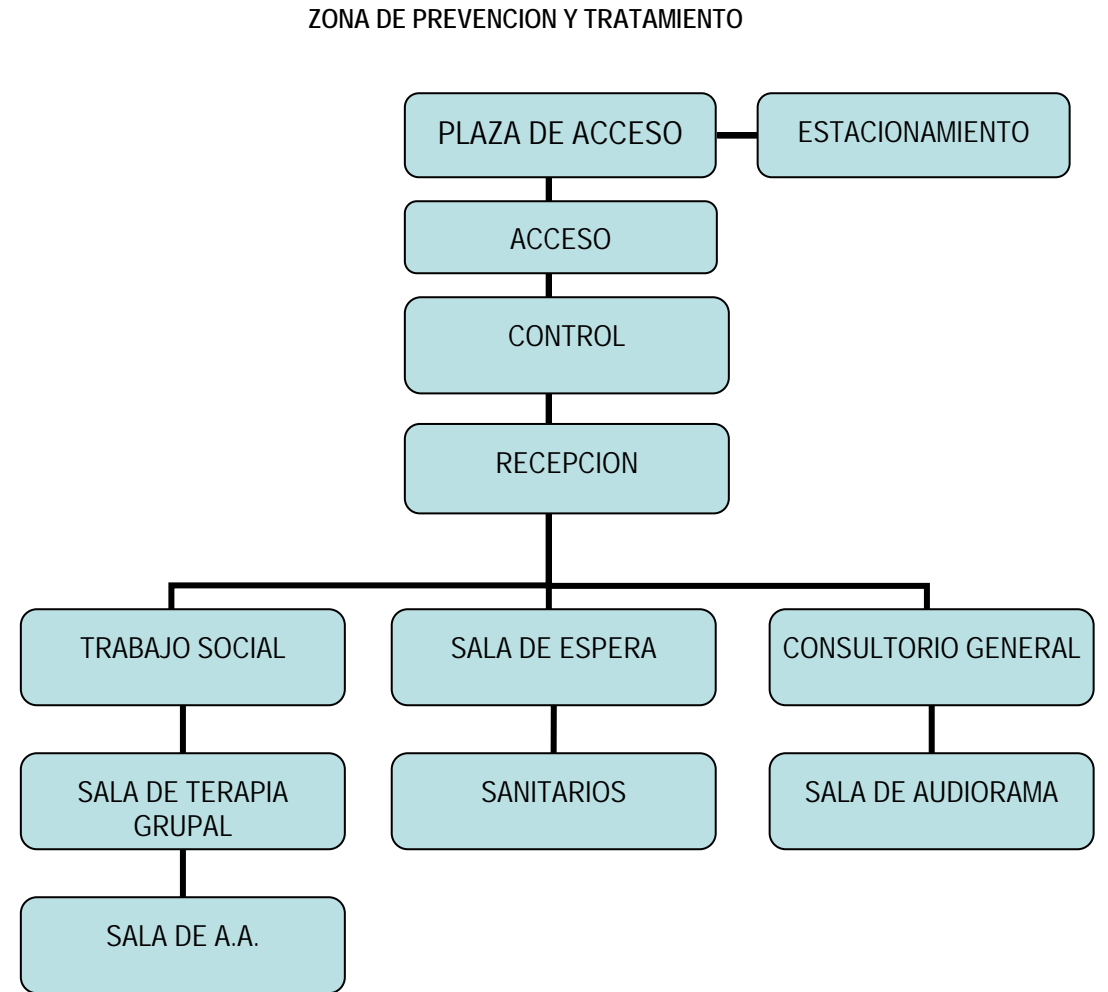 ZONA DE PREVENCION Y TRATAMIENTO
PLAZA DE ACCESO
ESTACIONAMIENTO
ACCESO
CONTROL
RECEPCION
TRABAJO SOCIAL
SALA DE ESPERA
CONSULTORIO GENERAL
SALA DE TERAPIA
GRUPAL
SANITARIOS
SALA DE AUDIORAMA
SALA DE A.A.